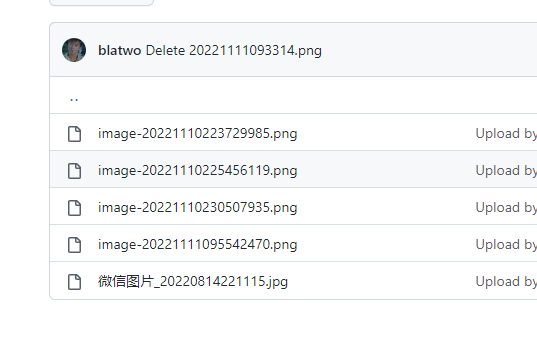 blatwo Delete 20221111093314.png
..
image-20221110223729985.png Upload by
image-20221110225456119.png Upload by
image-20221110230507935.png Upload by
image-20221111095542470.png Upload by
微信图片_20220814221115.jpg Upload by